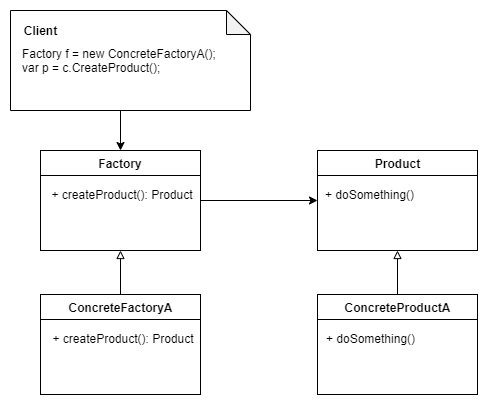 Client
Factory f = new ConcreteFactoryA();
var p = c.CreateProduct();
Factory
+ createProduct(): Product
Product
+ doSomething()
ConcreteFactoryA
+ createProduct(): Product
ConcreteProductA
+ doSomething()